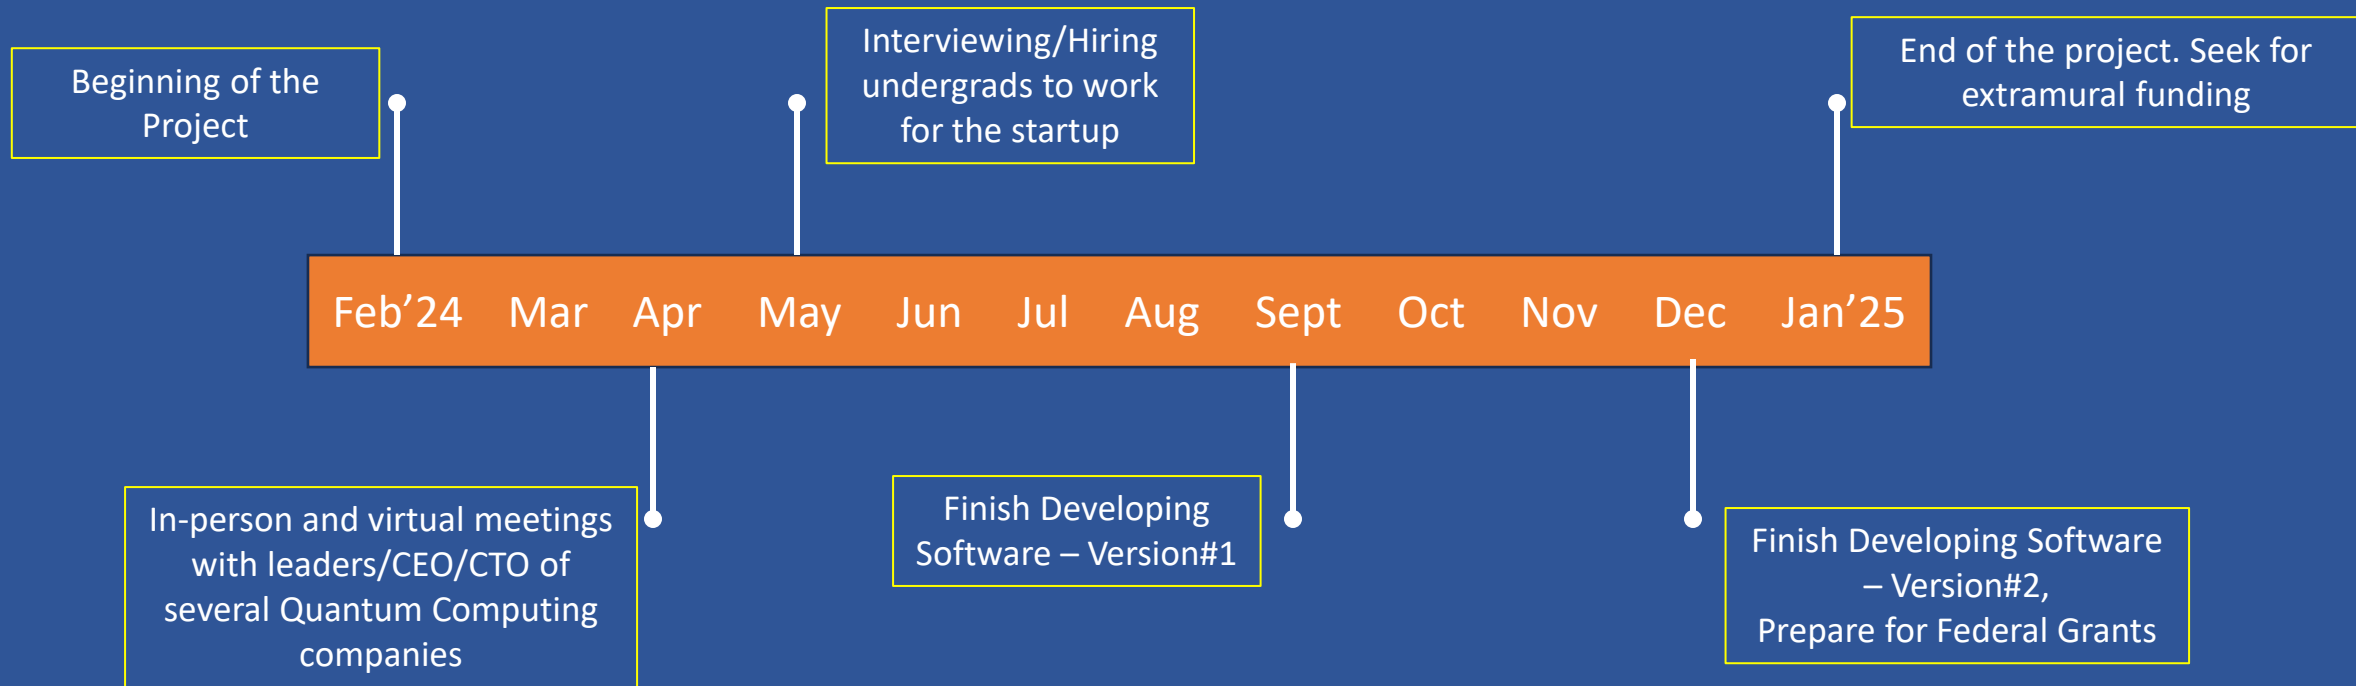 Beginning of the
Project
Interviewing/Hiring
undergrads to work
for the startup
End of the project. Seek for
extramural funding
Feb’24 Mar Apr May Jun Jul Aug Sept Oct Nov Dec Jan’25
In-person and virtual meetings
with leaders/CEO/CTO of
several Quantum Computing
companies
Finish Developing
Software – Version#1
Finish Developing Software
– Version#2,
Prepare for Federal Grants